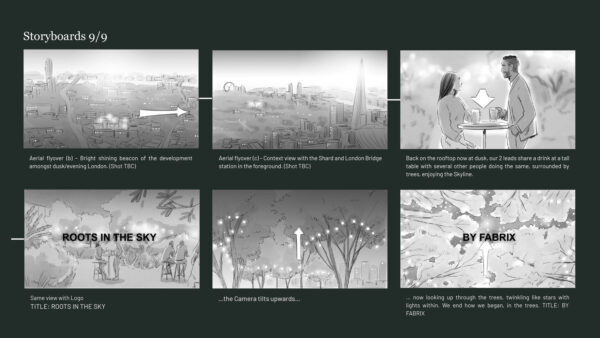 Storyboards 9/9
Aerial flyover (b) - Bright shining beacon of the development
amongst dusk/evening London. (Shot TBC)
Aerial flyover (c) - Context view with the Shard and London Bridge
station in the foreground. (Shot TBC)
Back on the rooftop now at dusk, our 2 leads share a drink at a tall
table with several other people doing the same, surrounded by
trees, enjoying the Skyline.
ROOTS IN THE SKY
Same view with Logo
TITLE: ROOTS IN THE SKY
...the Camera tilts upwards...
BY FABRIX
... now looking up through the trees, twinkling like stars with
lights within. We end how we began, in the trees. TITLE: BY
FABRIX